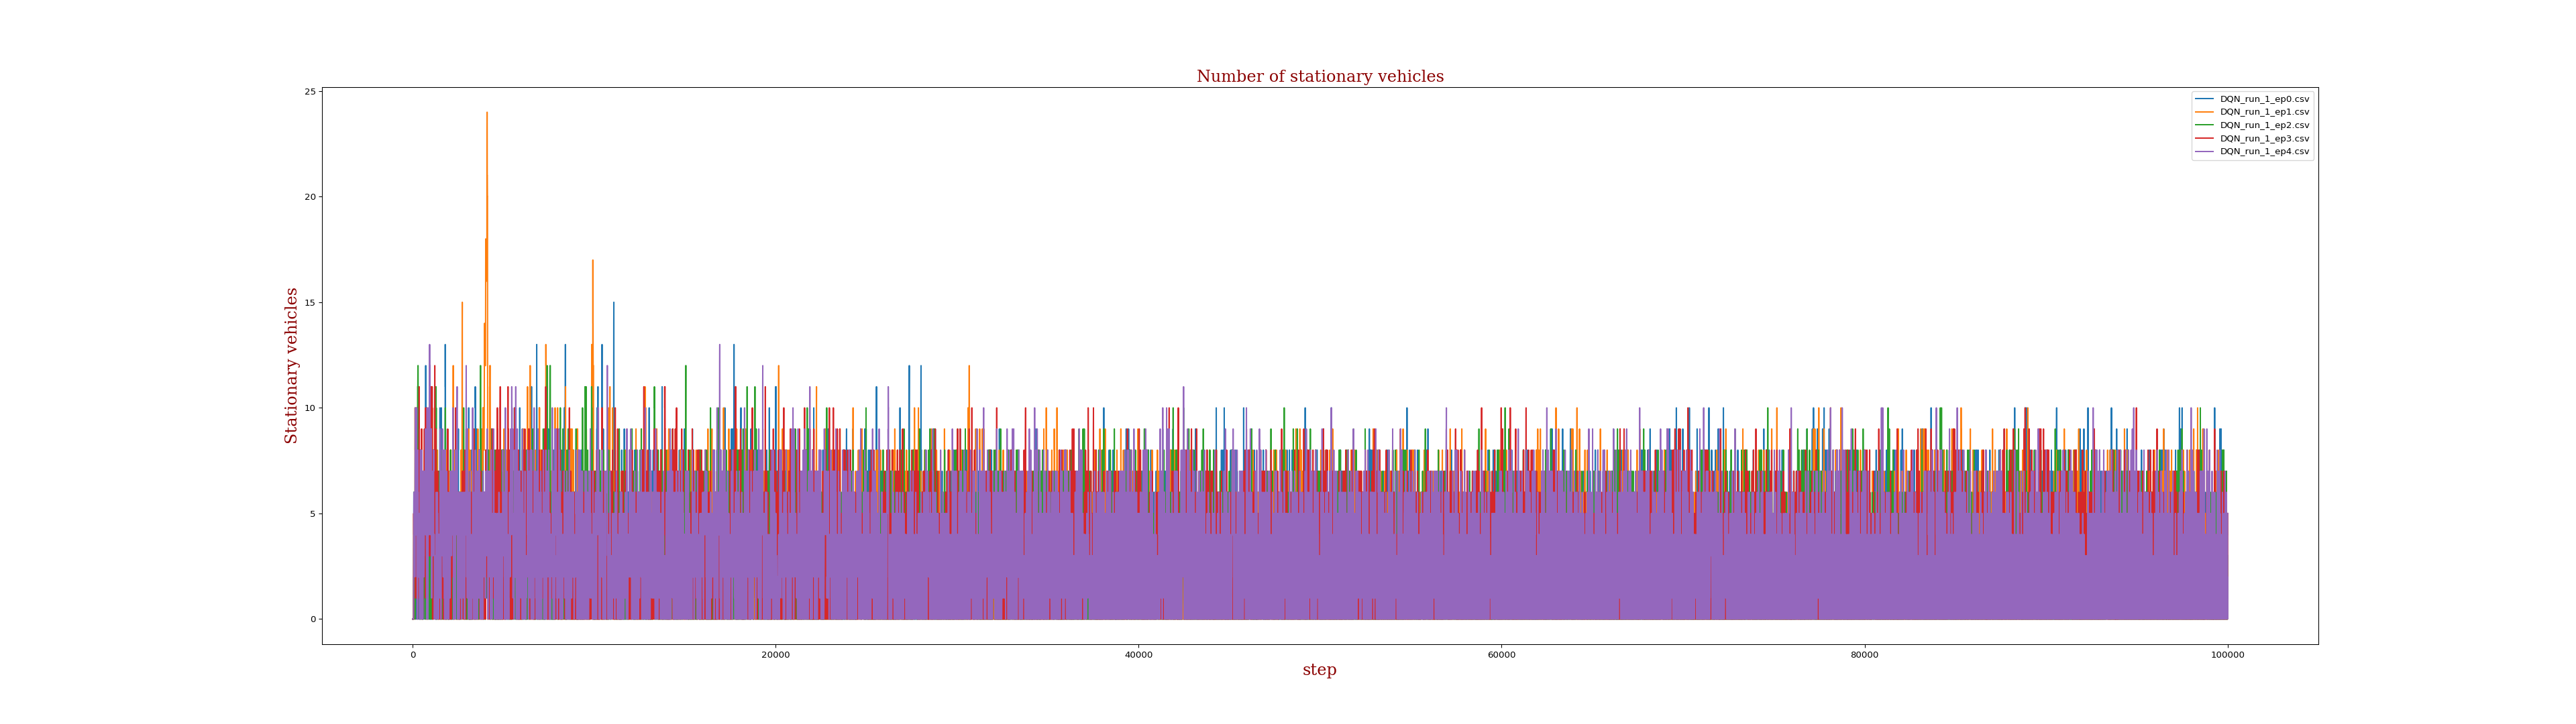 Number of stationary vehicles
25
20
15
10
5
0
Stationary vehicles
DQN_run_1_ep0.csv
DQN_run_1_ep1.csv
DQN_run_1_ep2.csv
DQN_run_1_ep3.csv
DQN_run_1_ep4.csv
0 20000 40000 60000 80000 100000
step